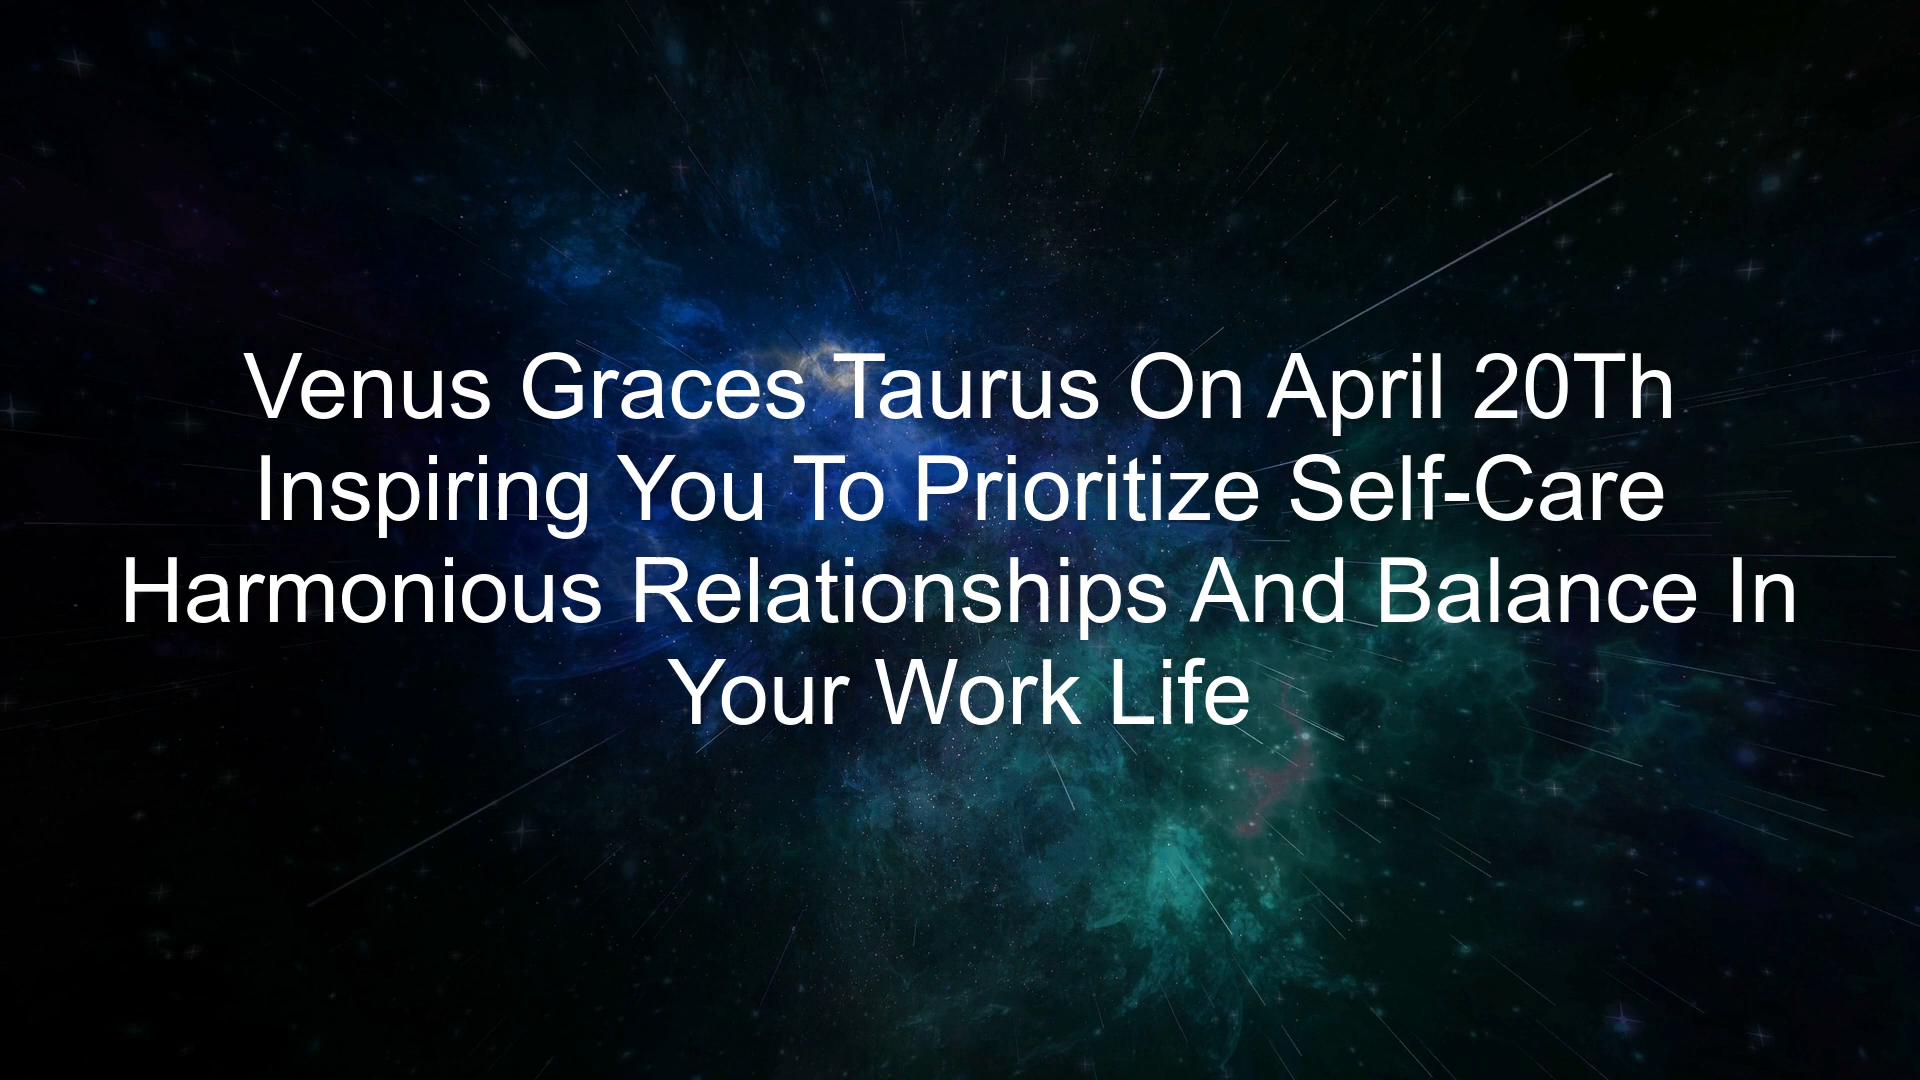 Venus Graces Taurus On April 20Th
Inspiring You To Prioritize Self-Care
Harmonious Relationships And Balance In
Your Work Life